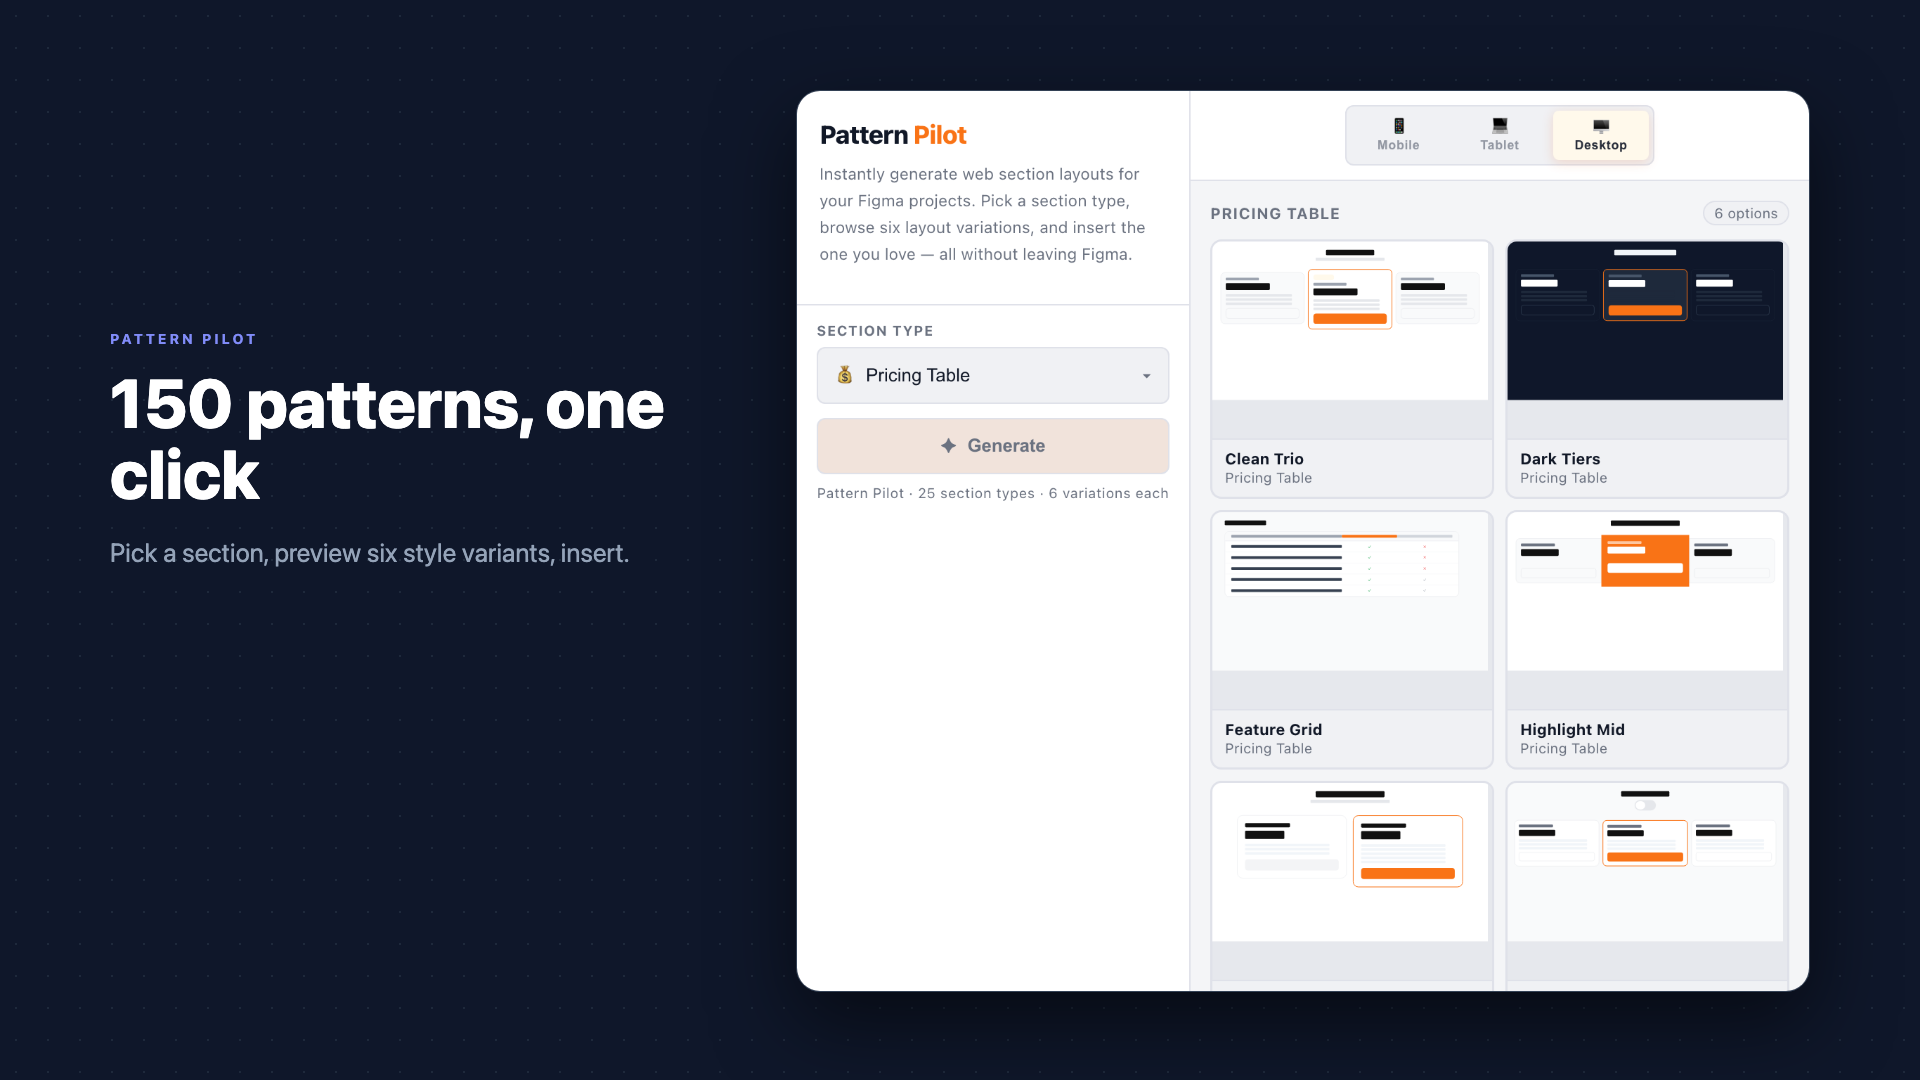 PATTERN PILOT
150 patterns, one
click
Pick a section, preview six style variants, insert.
Pattern Pilot
Instantly generate web section layouts for
your Figma projects. Pick a section type,
browse six layout variations, and insert the
one you love — all without leaving Figma.
SECTION TYPE
Pricing Table
Generate
Pattern Pilot · 25 section types · 6 variations each
Mobile
Tablet
Desktop
PRICING TABLE
6 options
Clean Trio
Pricing Table
Dark Tiers
Pricing Table
Feature Grid
Pricing Table
Highlight Mid
Pricing Table